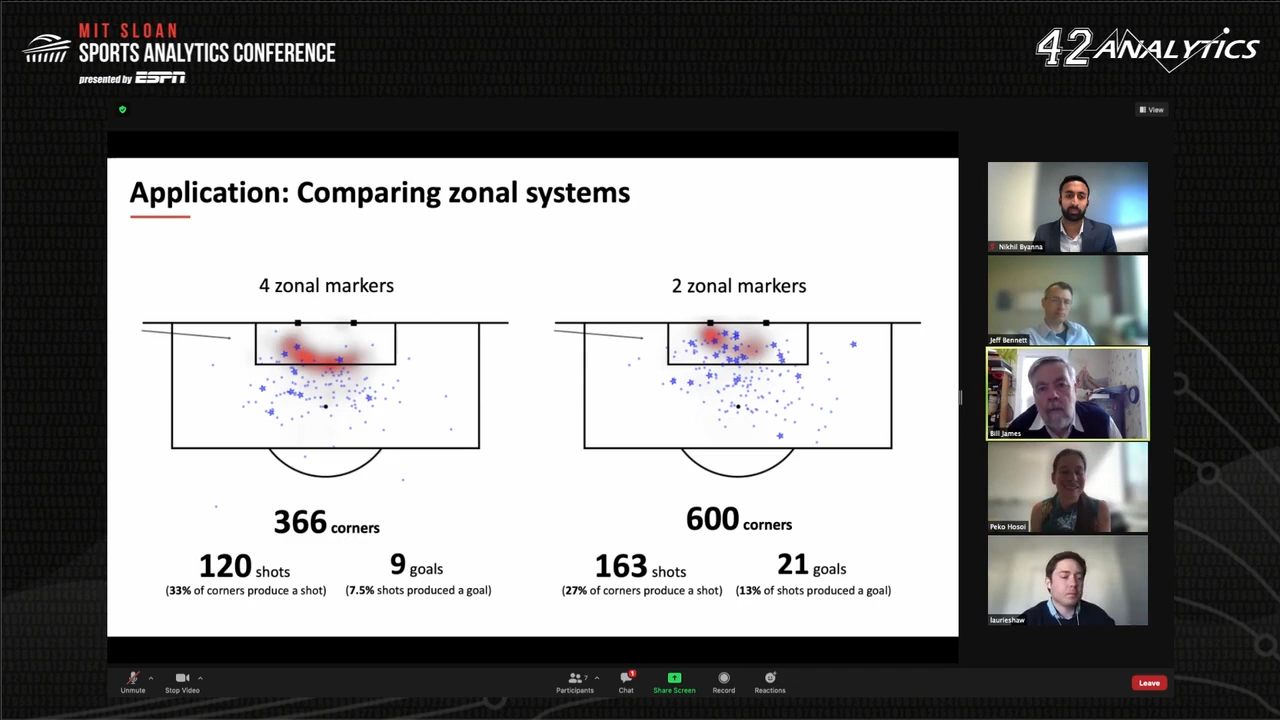 MIT SLOAN
SPORTS ANALYTICS CONFERENCE
presented by ESPN
42 ANALYTICS
View
Application: Comparing zonal systems
4 zonal markers
2 zonal markers
366 corners
600 corners
120 shots
9 goals
163 shots
21 goals
(33% of corners produce a shot)
(7.5% shots produced a goal)
(27% of corners produce a shot)
(13% of shots produced a goal)
Nikhil Byanna
Jeff Bennett
Bill James
Peko Hosoi
laurieshaw
Unmute
Stop Video
Participants
7
Chat
1
Share Screen
Record
Reactions
Leave